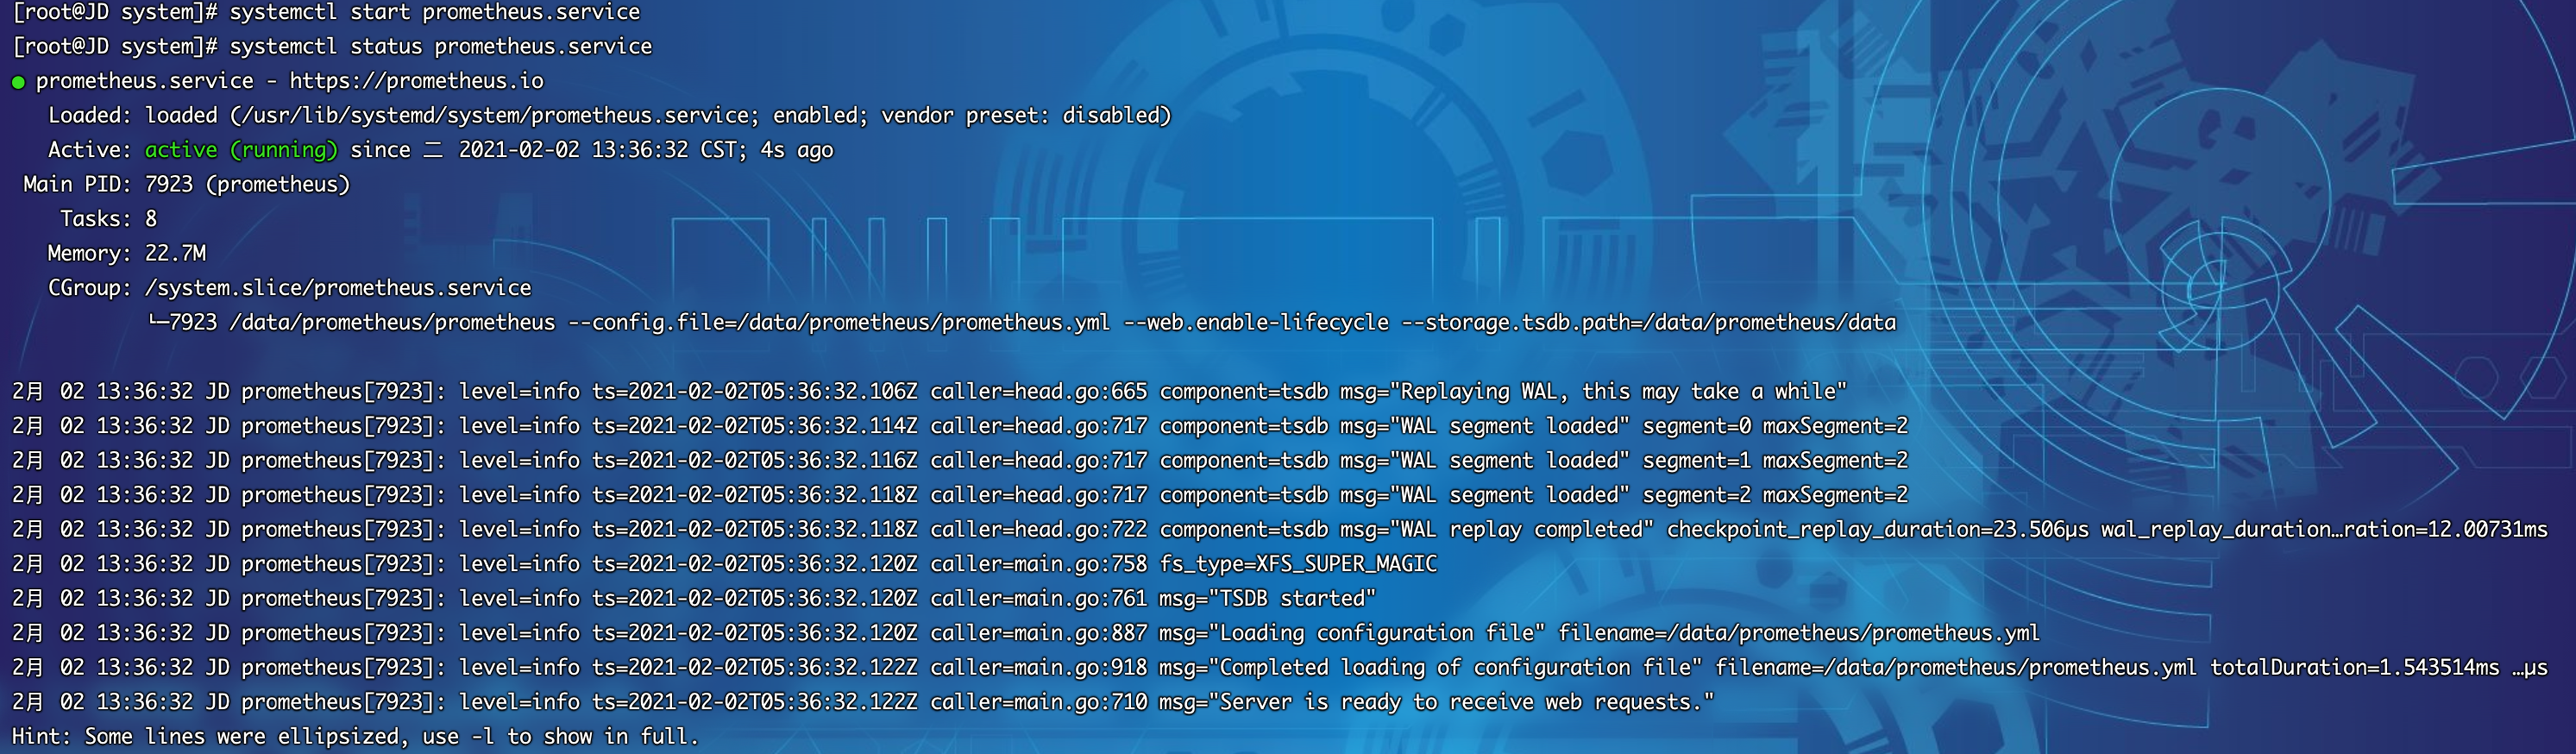 [root@JD system]# systemctl start prometheus.service
[root@JD system]# systemctl status prometheus.service
● prometheus.service - https://prometheus.io
   Loaded: loaded (/usr/lib/systemd/system/prometheus.service; enabled; vendor preset: disabled)
   Active: active (running) since 二 2021-02-02 13:36:32 CST; 4s ago
 Main PID: 7923 (prometheus)
    Tasks: 8
   Memory: 22.7M
   CGroup: /system.slice/prometheus.service
           └─7923 /data/prometheus/prometheus --config.file=/data/prometheus/prometheus.yml --web.enable-lifecycle --storage.tsdb.path=/data/prometheus/data
2月 02 13:36:32 JD prometheus[7923]: level=info ts=2021-02-02T05:36:32.106Z caller=head.go:665 component=tsdb msg="Replaying WAL, this may take a while"
2月 02 13:36:32 JD prometheus[7923]: level=info ts=2021-02-02T05:36:32.114Z caller=head.go:717 component=tsdb msg="WAL segment loaded" segment=0 maxSegment=2
2月 02 13:36:32 JD prometheus[7923]: level=info ts=2021-02-02T05:36:32.116Z caller=head.go:717 component=tsdb msg="WAL segment loaded" segment=1 maxSegment=2
2月 02 13:36:32 JD prometheus[7923]: level=info ts=2021-02-02T05:36:32.118Z caller=head.go:717 component=tsdb msg="WAL segment loaded" segment=2 maxSegment=2
2月 02 13:36:32 JD prometheus[7923]: level=info ts=2021-02-02T05:36:32.118Z caller=head.go:722 component=tsdb msg="WAL replay completed" checkpoint_replay_duration=23.506µs wal_replay_duration…ration=12.00731ms
2月 02 13:36:32 JD prometheus[7923]: level=info ts=2021-02-02T05:36:32.120Z caller=main.go:758 fs_type=XFS_SUPER_MAGIC
2月 02 13:36:32 JD prometheus[7923]: level=info ts=2021-02-02T05:36:32.120Z caller=main.go:761 msg="TSDB started"
2月 02 13:36:32 JD prometheus[7923]: level=info ts=2021-02-02T05:36:32.120Z caller=main.go:887 msg="Loading configuration file" filename=/data/prometheus/prometheus.yml
2月 02 13:36:32 JD prometheus[7923]: level=info ts=2021-02-02T05:36:32.122Z caller=main.go:918 msg="Completed loading of configuration file" filename=/data/prometheus/prometheus.yml totalDuration=1.543514ms …µs
2月 02 13:36:32 JD prometheus[7923]: level=info ts=2021-02-02T05:36:32.122Z caller=main.go:710 msg="Server is ready to receive web requests."
Hint: Some lines were ellipsized, use -l to show in full.